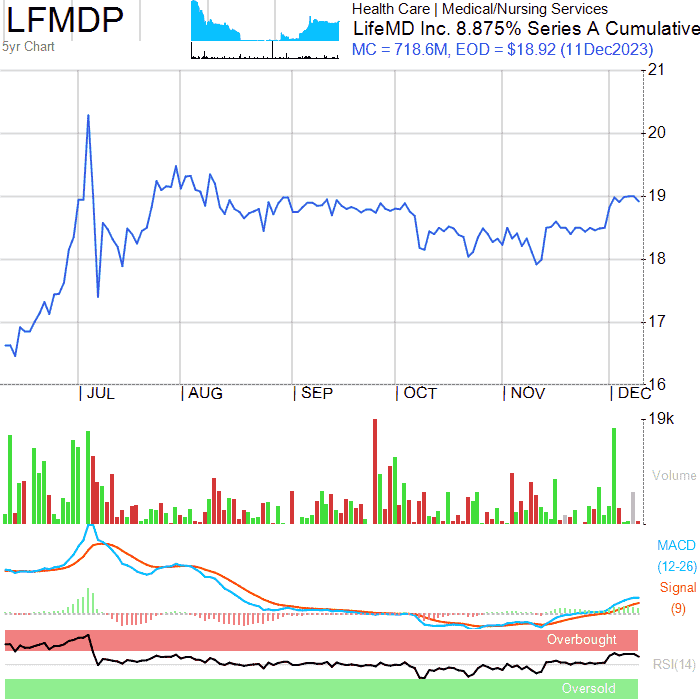 LFMDP
5yr Chart
Health Care | Medical/Nursing Services
LifeMD Inc. 8.875% Series A Cumulative
MC = 718.6M, EOD = $18.92 (11Dec2023)
21
20
19
18
17
16
JUL
AUG
SEP
OCT
NOV
DEC
19k
Volume
MACD
(12-26)
Signal
(9)
Overbought
RSI(14)
Oversold